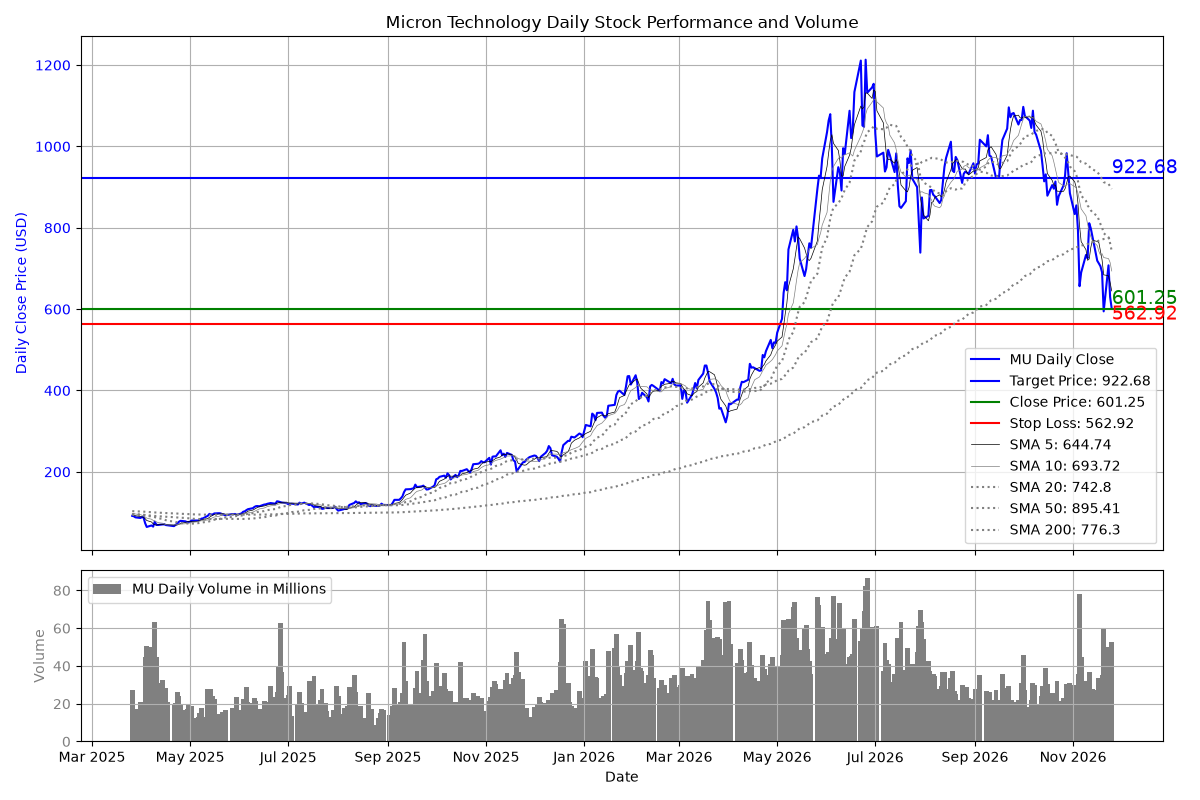 Micron Technology Daily Stock Performance and Volume
Daily Close Price (USD)
1200
1000
800
600
400
200
922.68
601.25
562.92
MU Daily Close
Target Price: 922.68
Close Price: 601.25
Stop Loss: 562.92
SMA 5: 644.74
SMA 10: 693.72
SMA 20: 742.8
SMA 50: 895.41
SMA 200: 776.3
MU Daily Volume in Millions
Volume
80
60
40
20
0
Mar 2025 May 2025 Jul 2025 Sep 2025 Nov 2025 Jan 2026 Mar 2026 May 2026 Jul 2026 Sep 2026 Nov 2026
Date